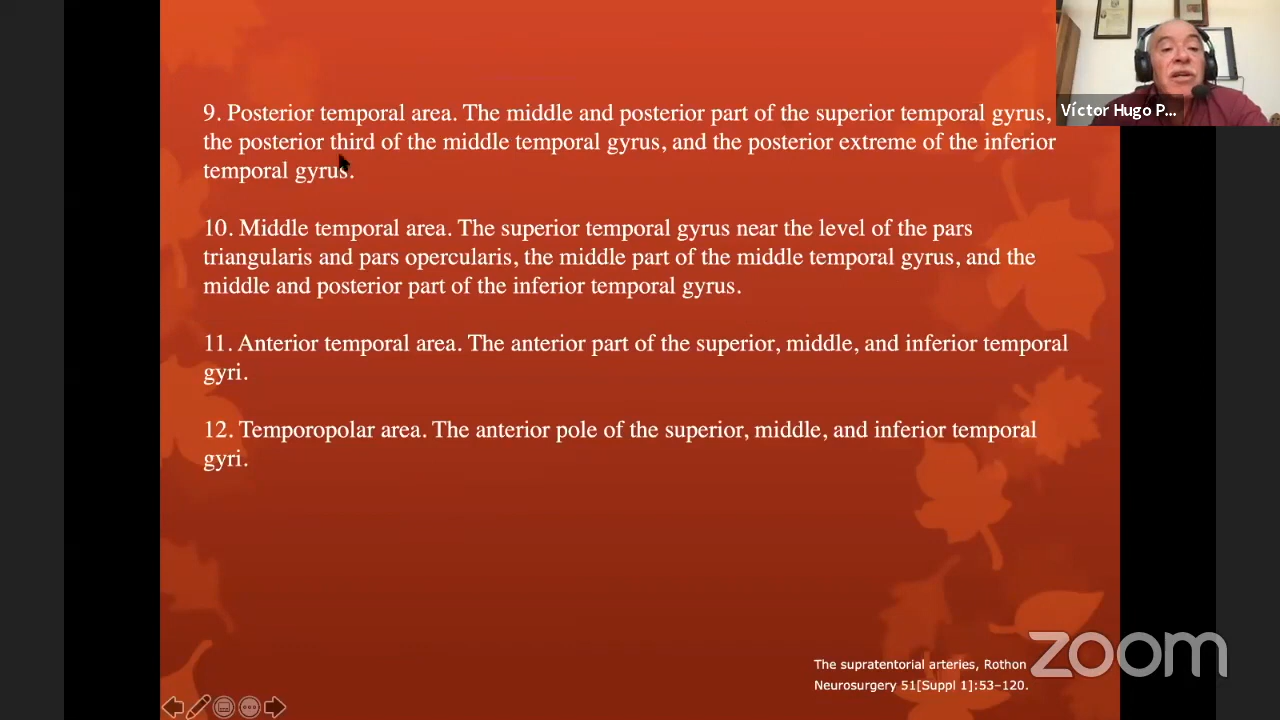 9. Posterior temporal area. The middle and posterior part of the superior temporal gyrus,
the posterior third of the middle temporal gyrus, and the posterior extreme of the inferior
temporal gyrus.
10. Middle temporal area. The superior temporal gyrus near the level of the pars
triangularis and pars opercularis, the middle part of the middle temporal gyrus, and the
middle and posterior part of the inferior temporal gyrus.
11. Anterior temporal area. The anterior part of the superior, middle, and inferior temporal
gyri.
12. Temporopolar area. The anterior pole of the superior, middle, and inferior temporal
gyri.
Víctor Hugo P...
The supratentorial arteries, Rothon
Neurosurgery 51[Suppl 1]:53–120.
zoom